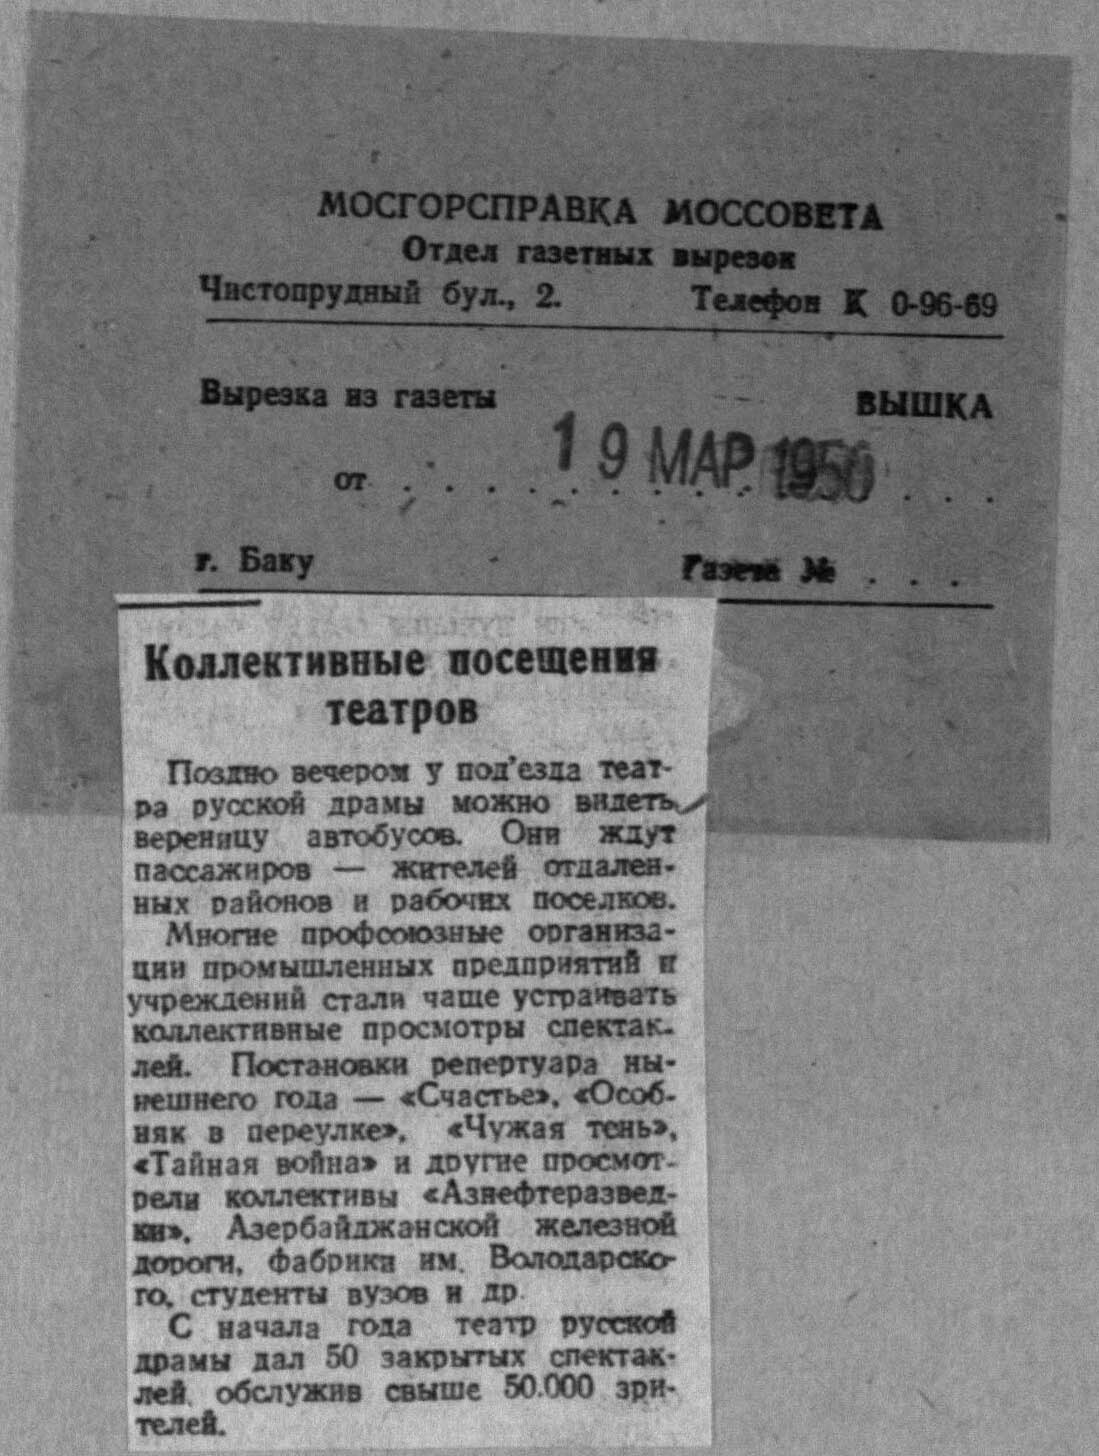 МОСГОРСПРАВКА МОССОВЕТА
Отдел газетных вырезок
Чистопрудный бул., 2. Телефон К 0-96-69
Вырезка из газеты ВЫШКА
от . . . . . . . . . . . . . .
19 МАР. 1950
г. Баку Газета № . . .
Коллективные посещения
театров
Поздно вечером у под'езда теат-
ра русской драмы можно видеть
вереницу автобусов. Они ждут
пассажиров — жителей отдален-
ных районов и рабочих поселков.
Многие профсоюзные организа-
ции промышленных предприятий и
учреждений стали чаще устраивать
коллективные просмотры спектак-
лей. Постановки репертуара ны-
нешнего года — «Счастье», «Особ-
няк в переулке», «Чужая тень»,
«Тайная война» и другие просмот-
рели коллективы «Азнефтеразвед-
ки», Азербайджанской железной
дороги, фабрики им. Володарско-
го, студенты вузов и др.
С начала года театр русской
драмы дал 50 закрытых спектак-
лей, обслужив свыше 50.000 зри-
телей.